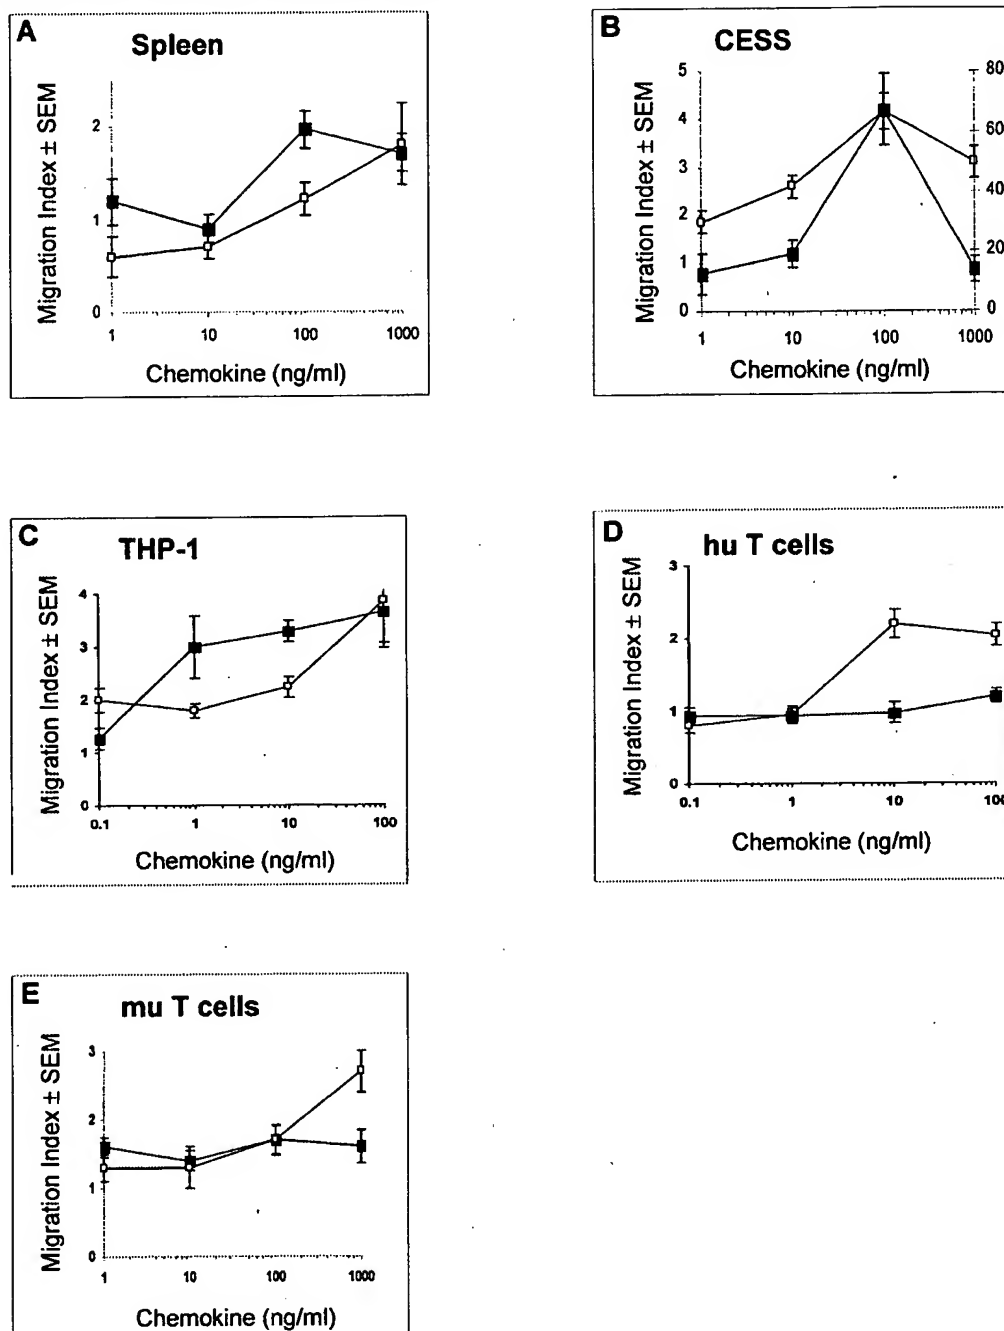 A
Spleen
Migration Index ± SEM
2
1
0
1 10 100 1000
Chemokine (ng/ml)
B
CESS
Migration Index ± SEM
5
4
3
2
1
0
80
60
40
20
0
1 10 100 1000
Chemokine (ng/ml)
C
THP-1
Migration Index ± SEM
4
3
2
1
0
0.1 1 10 100
Chemokine (ng/ml)
D
hu T cells
Migration Index ± SEM
3
2
1
0
0.1 1 10 100
Chemokine (ng/ml)
E
mu T cells
Migration Index ± SEM
3
2
1
0
1 10 100 1000
Chemokine (ng/ml)